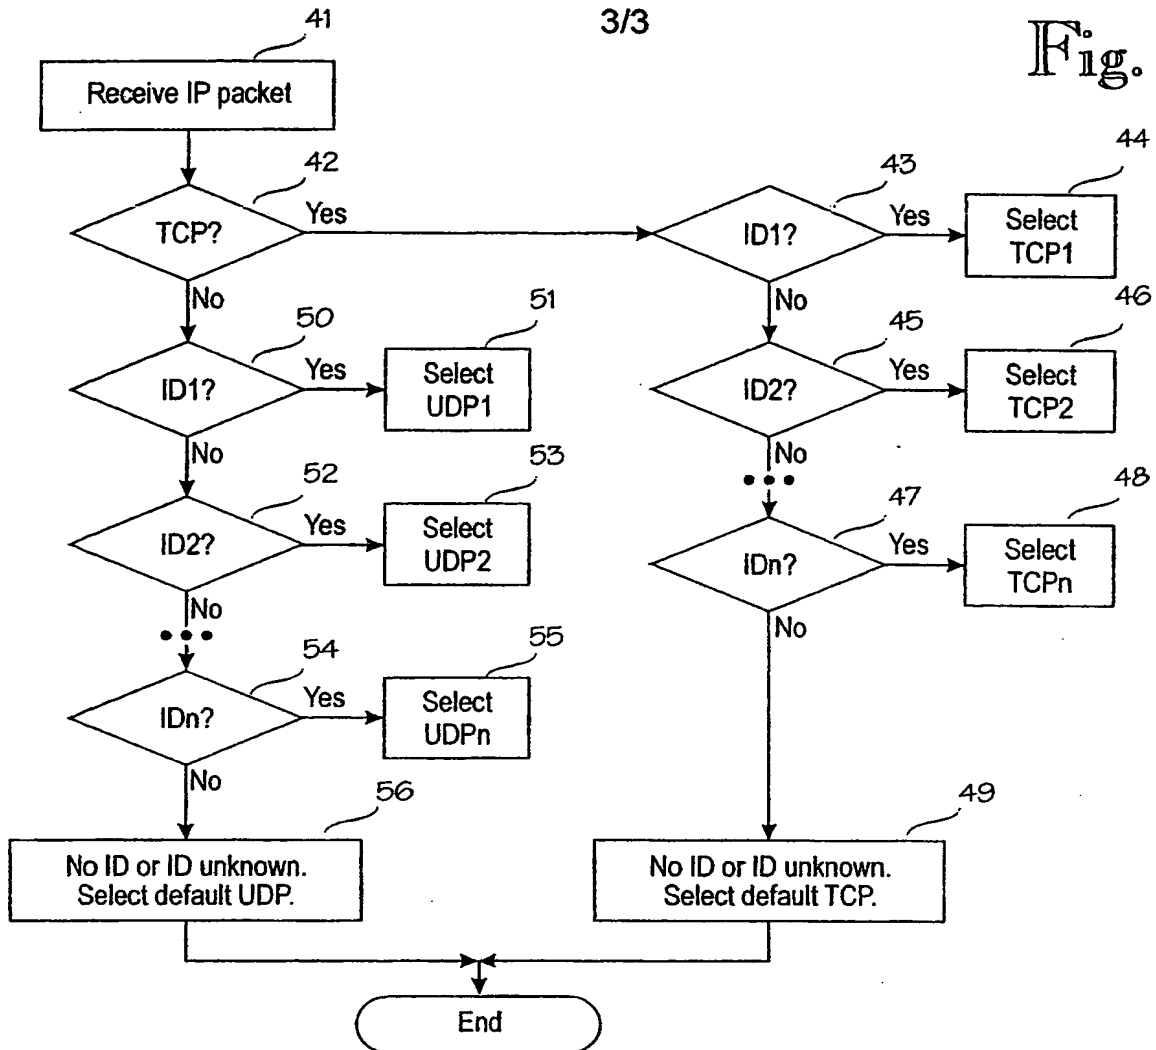 3/3
Fig.
41
Receive IP packet
42
TCP?
Yes
No
43
ID1?
Yes
No
44
Select
TCP1
45
ID2?
Yes
No
46
Select
TCP2
47
IDn?
Yes
No
48
Select
TCPn
49
No ID or ID unknown.
Select default TCP.
50
ID1?
Yes
No
51
Select
UDP1
52
ID2?
Yes
No
53
Select
UDP2
54
IDn?
Yes
No
55
Select
UDPn
56
No ID or ID unknown.
Select default UDP.
End